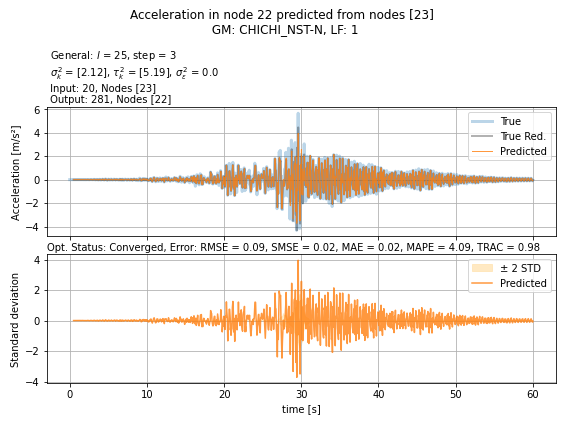 Acceleration in node 22 predicted from nodes [23]
GM: CHICHI_NST-N, LF: 1
General: l = 25, step = 3
σ²ₖ = [2.12], τ²ₖ = [5.19], σ²ε = 0.0
Input: 20, Nodes [23]
Output: 281, Nodes [22]
Acceleration [m/s²]
6
4
2
0
−2
−4
True
True Red.
Predicted
Opt. Status: Converged, Error: RMSE = 0.09, SMSE = 0.02, MAE = 0.02, MAPE = 4.09, TRAC = 0.98
Standard deviation
4
2
0
−2
−4
± 2 STD
Predicted
0 10 20 30 40 50 60
time [s]